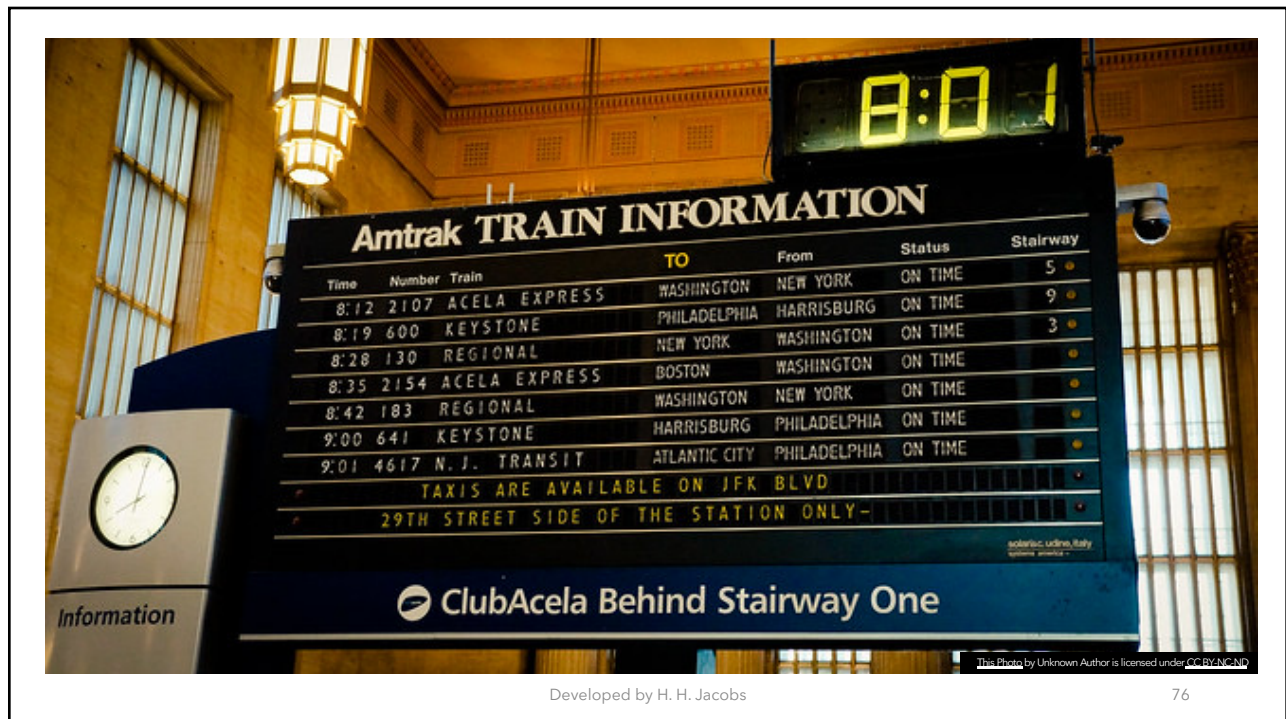 8:01
Amtrak TRAIN INFORMATION
Time Number Train TO From Status Stairway
8:12 2107 ACELA EXPRESS WASHINGTON NEW YORK ON TIME 5
8:19 600 KEYSTONE PHILADELPHIA HARRISBURG ON TIME 9
8:28 130 REGIONAL NEW YORK WASHINGTON ON TIME 3
8:35 2154 ACELA EXPRESS BOSTON WASHINGTON ON TIME
8:42 183 REGIONAL WASHINGTON NEW YORK ON TIME
9:00 641 KEYSTONE HARRISBURG PHILADELPHIA ON TIME
9:01 4617 N.J. TRANSIT ATLANTIC CITY PHILADELPHIA ON TIME
TAXIS ARE AVAILABLE ON JFK BLVD
29TH STREET SIDE OF THE STATION ONLY-
udine, italy
ClubAcela Behind Stairway One
Information
This Photo by Unknown Author is licensed under CC BY-NC-ND
Developed by H. H. Jacobs
76